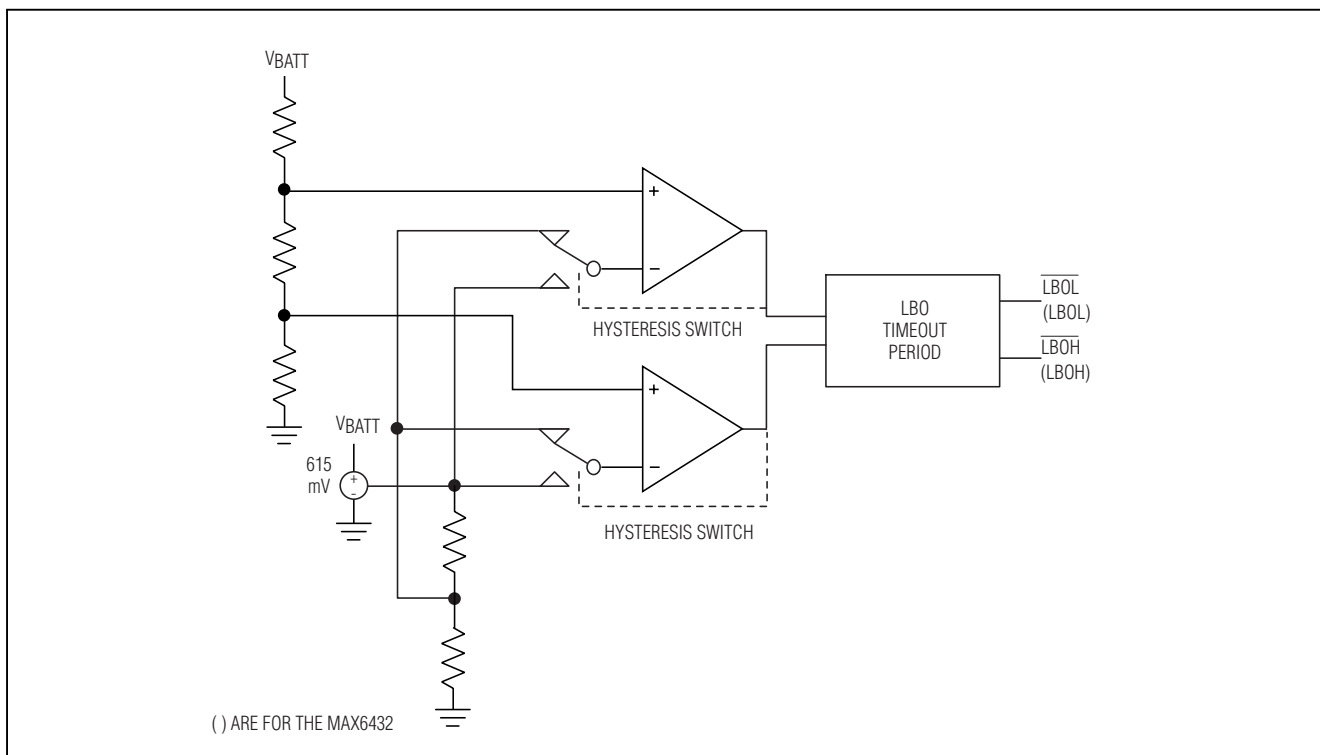 VBATT
+
−
HYSTERESIS SWITCH
LBO
TIMEOUT
PERIOD
LBOL
(LBOL)
LBOH
(LBOH)
+
−
HYSTERESIS SWITCH
VBATT
615
mV
+
-
( ) ARE FOR THE MAX6432